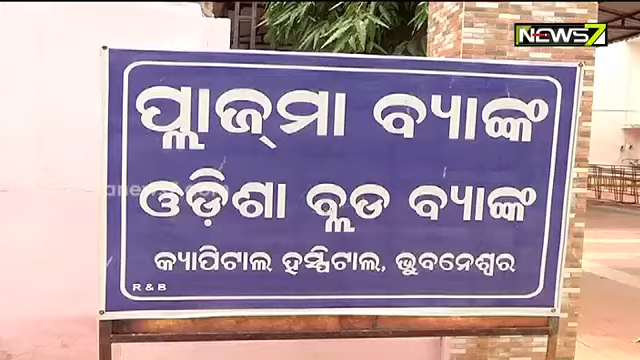 NEWS7
ପ୍ଲାଜ୍‌ମା ବ୍ୟାଙ୍କ
ଓଡ଼ିଶା ବ୍ଲଡ ବ୍ୟାଙ୍କ
କ୍ୟାପିଟାଲ ହସ୍ପିଟାଲ, ଭୁବନେଶ୍ୱର
R & B